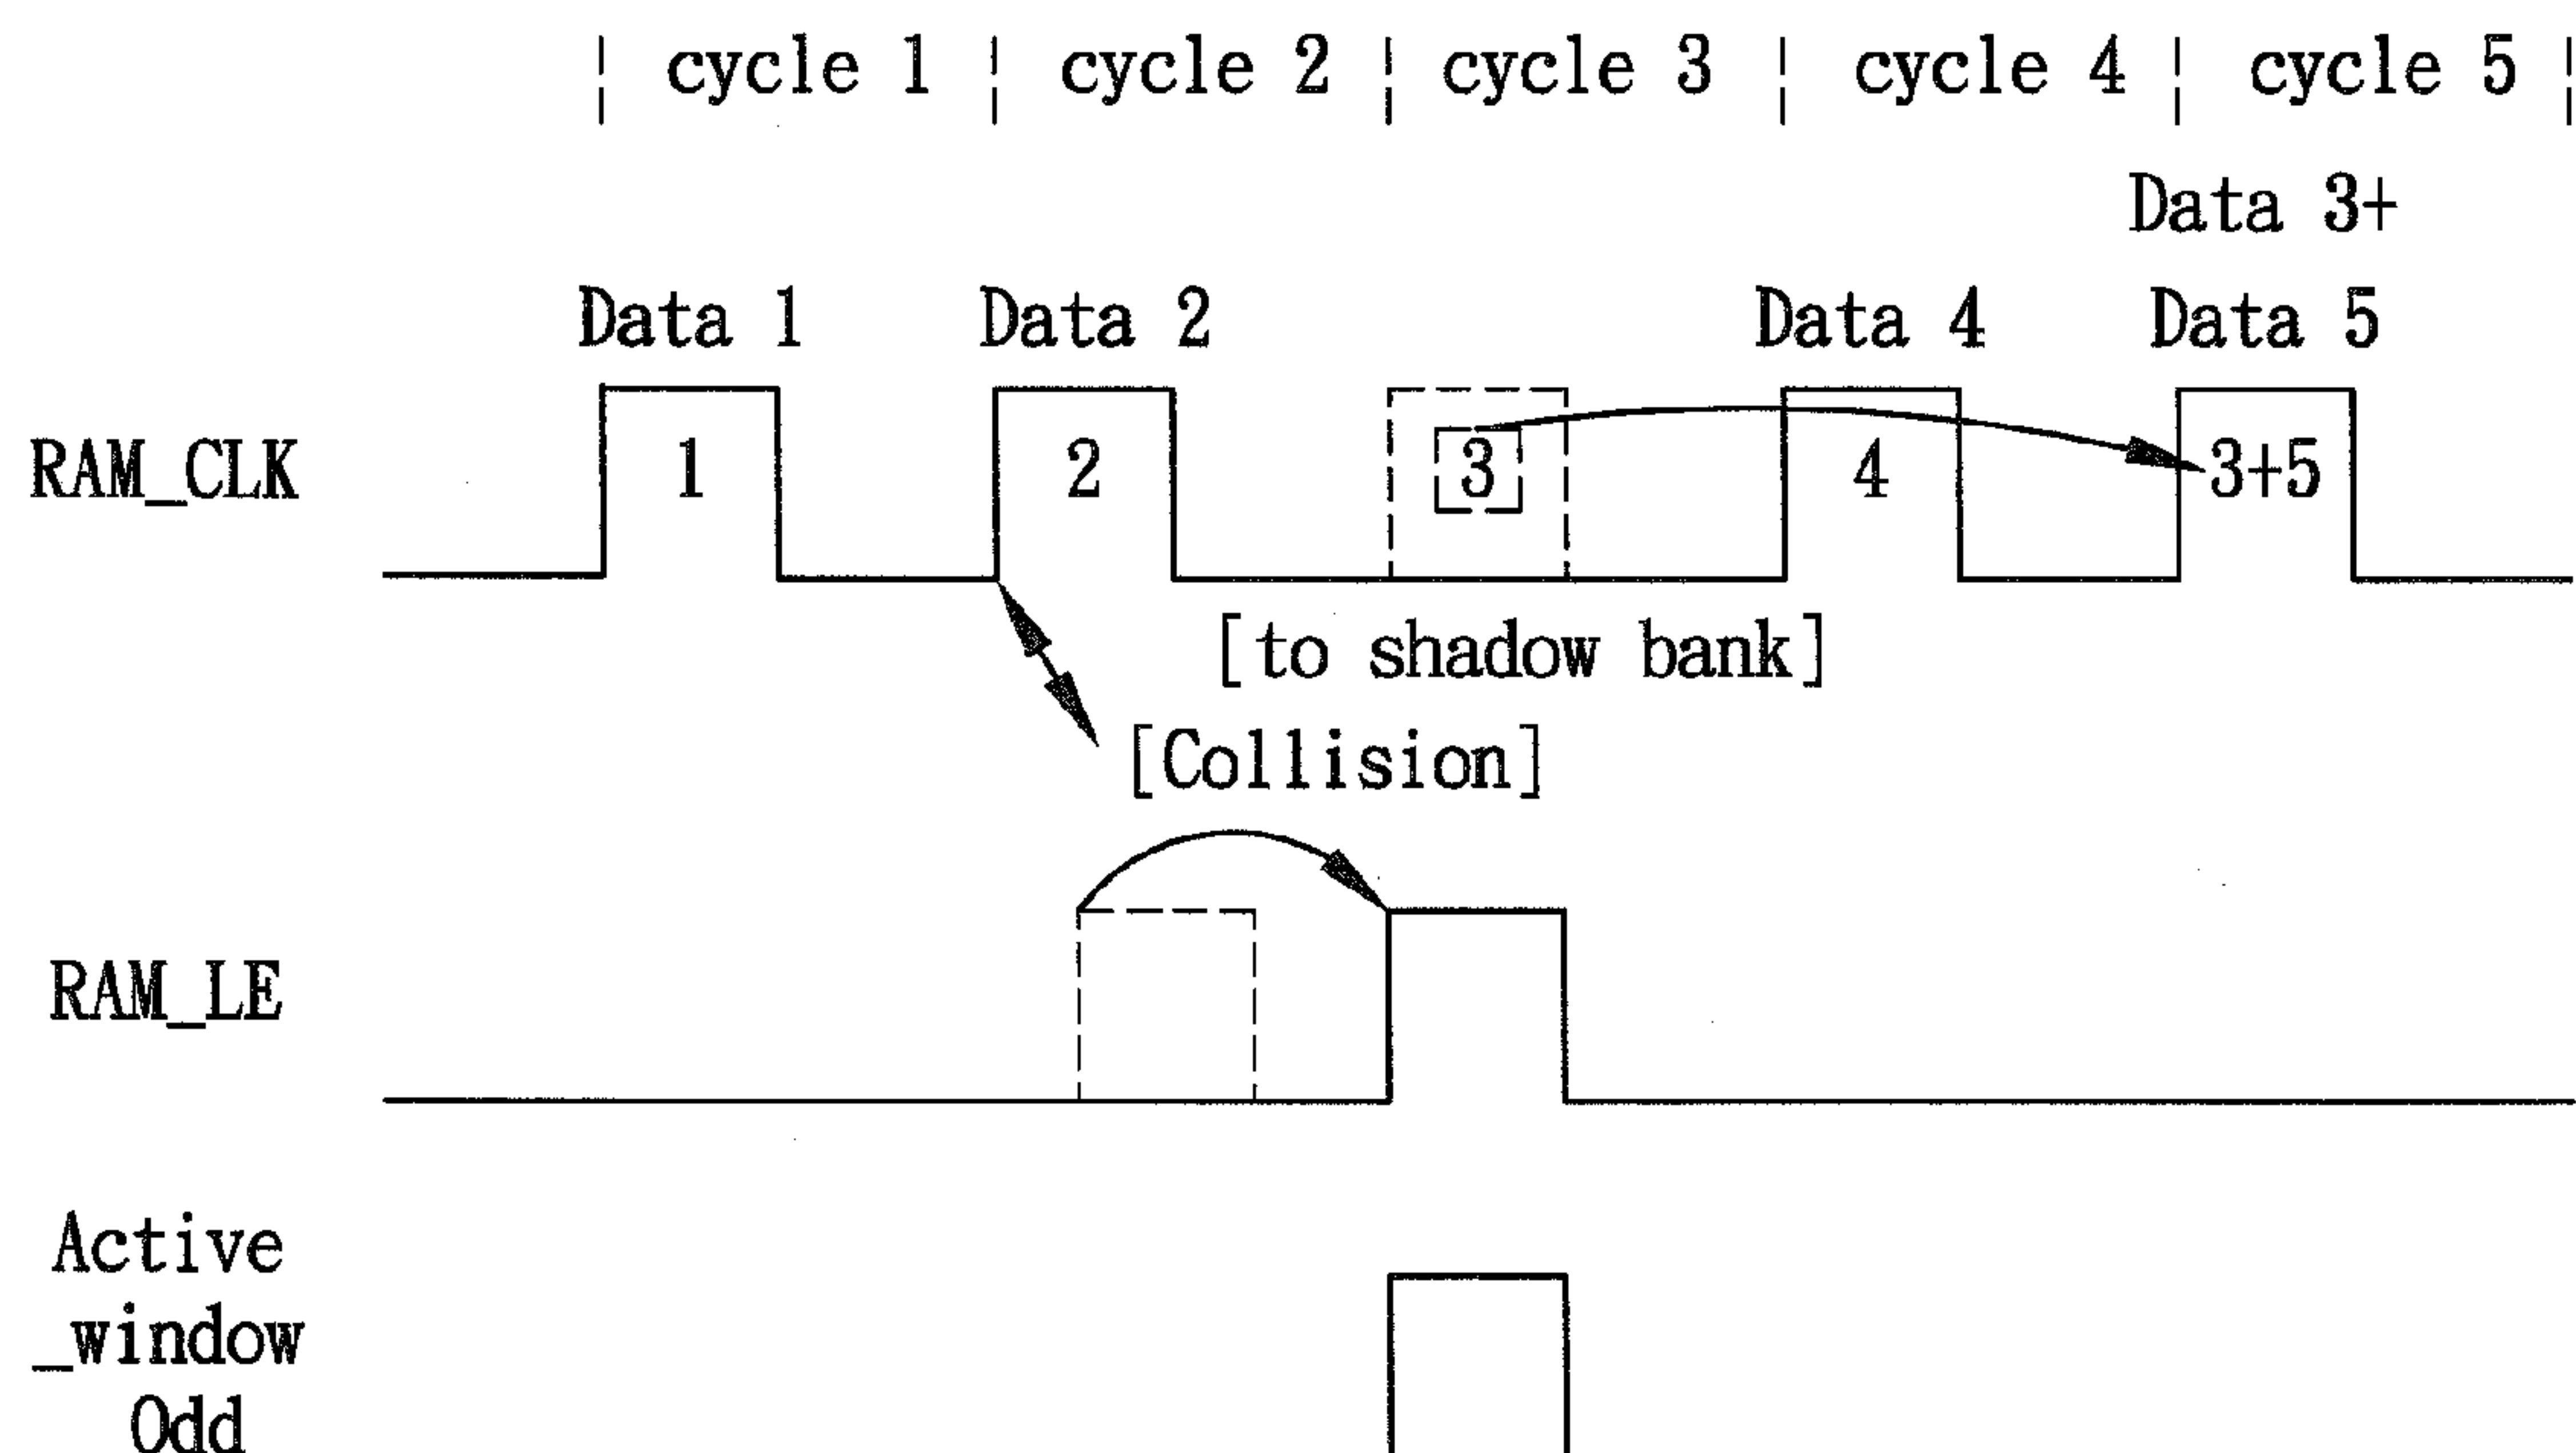 cycle 1 cycle 2 cycle 3 cycle 4 cycle 5
Data 3+
Data 1 Data 2 Data 4 Data 5
RAM_CLK 1 2 3 4 3+5
[to shadow bank]
[Collision]
RAM_LE
Active
_window
Odd